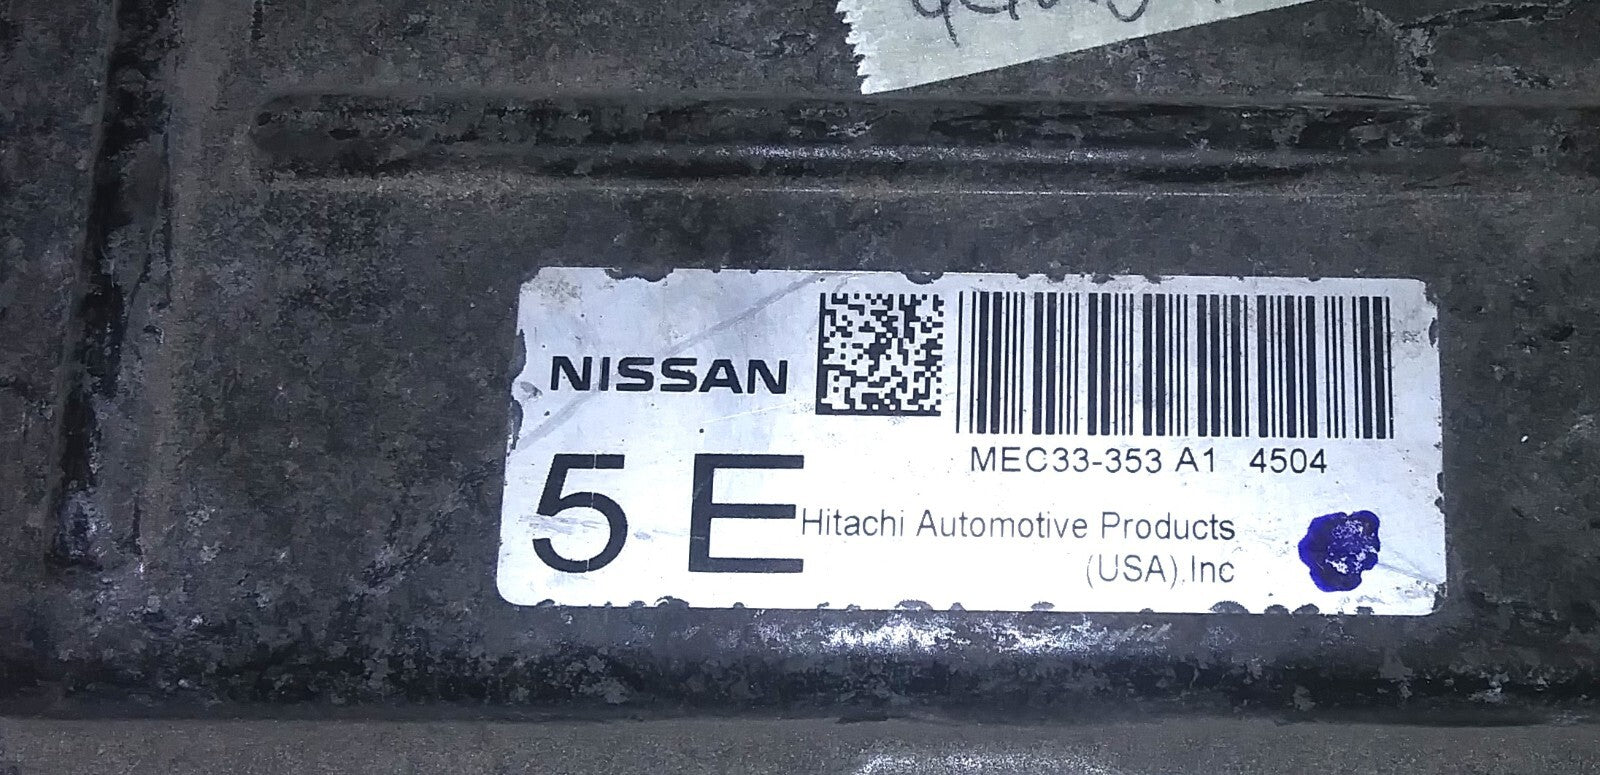 NISSAN
MEC33-353 A1 4504
5 E
Hitachi Automotive Products
(USA),Inc